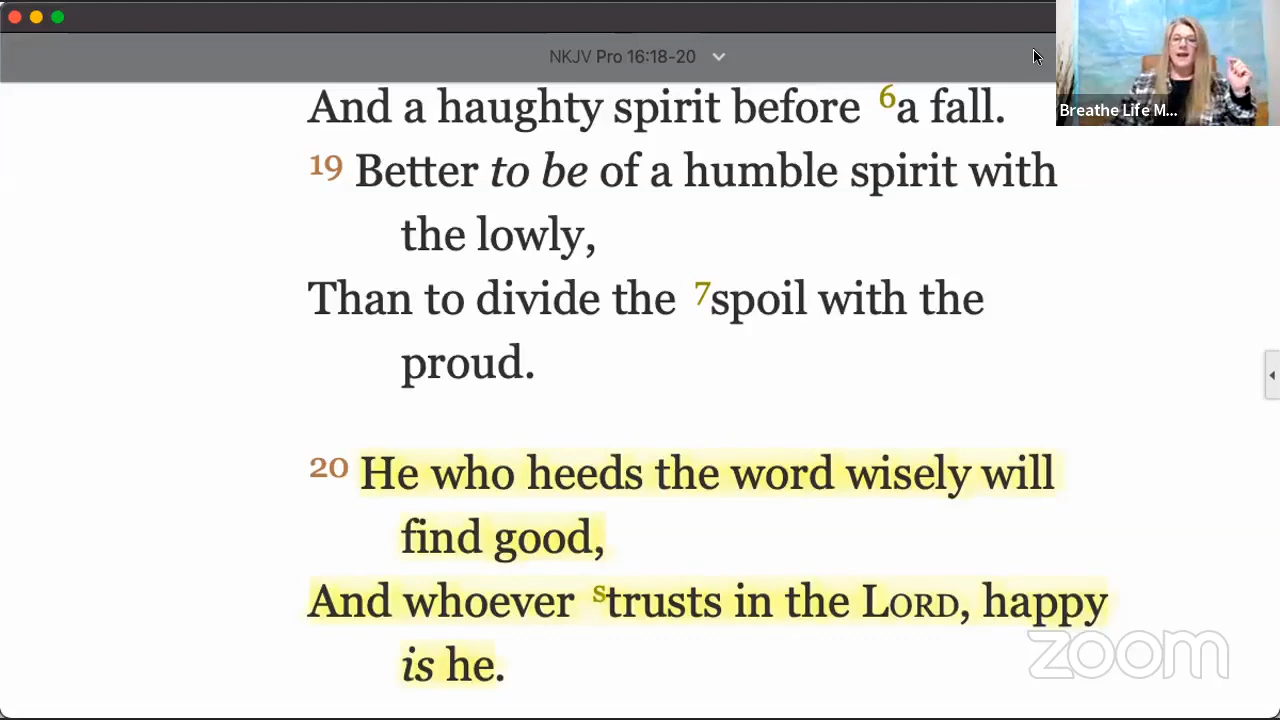 NKJV Pro 16:18-20
Breathe Life M...
And a haughty spirit before 6a fall.
19 Better to be of a humble spirit with
the lowly,
Than to divide the 7spoil with the
proud.
20 He who heeds the word wisely will
find good,
And whoever strusts in the LORD, happy
is he.
zoom